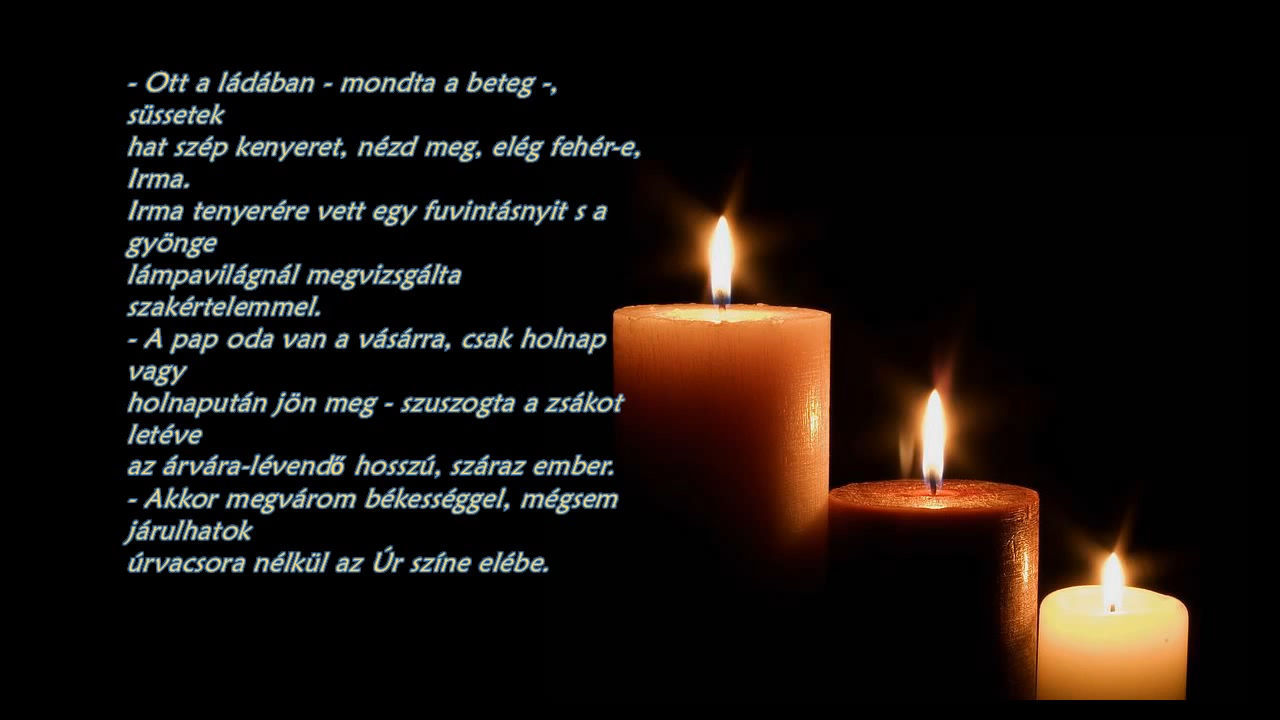 - Ott a ládában - mondta a beteg -,
süssetek
hat szép kenyeret, nézd meg, elég fehér-e,
Irma.
Irma tenyerére vett egy fuvintásnyit s a
gyönge
lámpavilágnál megvizsgálta
szakértelemmel.
- A pap oda van a vásárra, csak holnap
vagy
holnapután jön meg - szuszogta a zsákot
letéve
az árvára-lévendő hosszú, száraz ember.
- Akkor megvárom békességgel, mégsem
járulhatok
úrvacsora nélkül az Úr színe elébe.